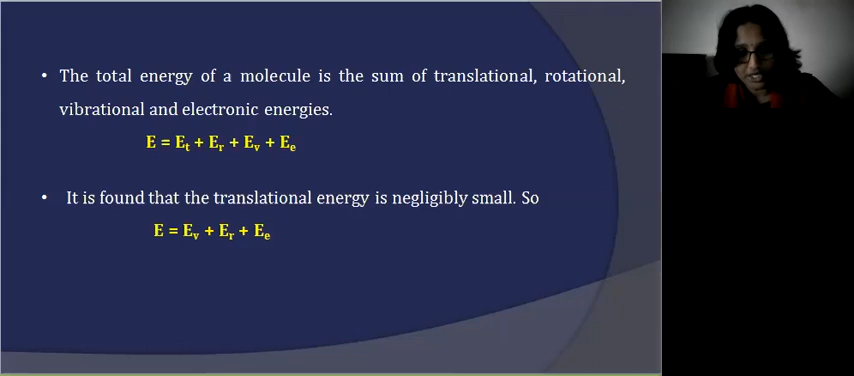 • The total energy of a molecule is the sum of translational, rotational,
vibrational and electronic energies.
E = Eₜ + Eᵣ + Eᵥ + Eₑ
• It is found that the translational energy is negligibly small. So
E = Eᵥ + Eᵣ + Eₑ